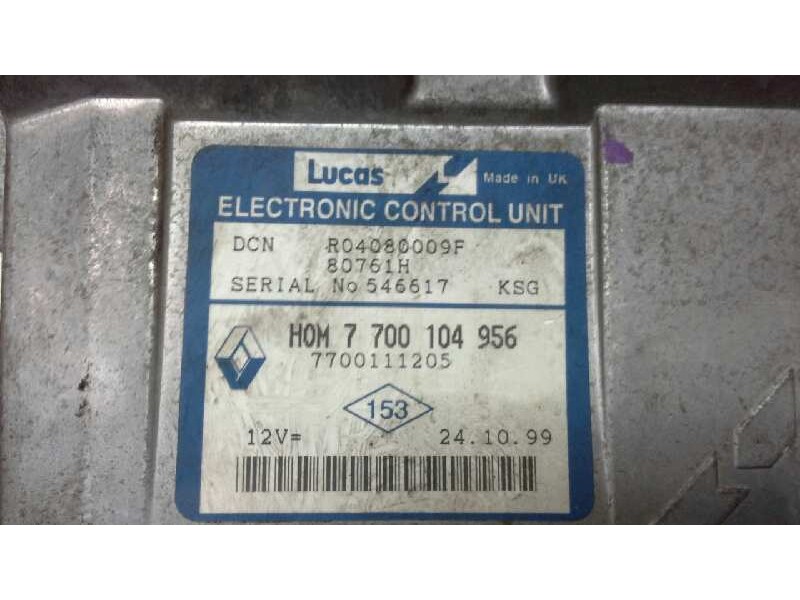 Lucas Made in UK
ELECTRONIC CONTROL UNIT
DCN R04080009F
80761H
SERIAL No 546617 KSG
HOM 7 700 104 956
7700111205
153
12V= 24.10.99